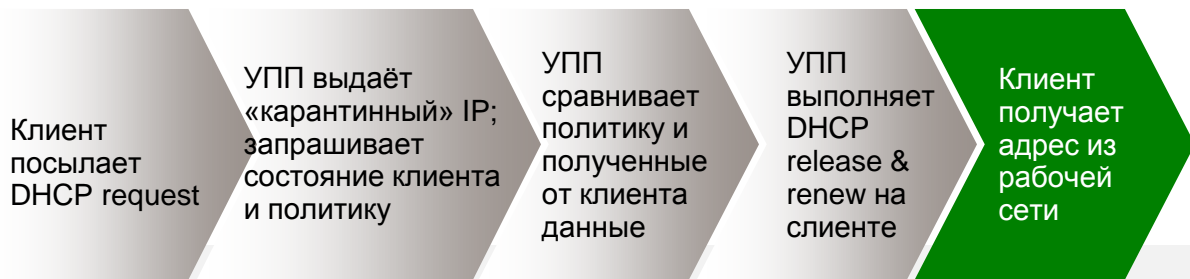 Клиент
посылает
DHCP request
УПП выдаёт
«карантинный» IP;
запрашивает
состояние клиента
и политику
УПП
сравнивает
политику и
полученные
от клиента
данные
УПП
выполняет
DHCP
release &
renew на
слиенте
Клиент
получает
адрес из
рабочей
сети